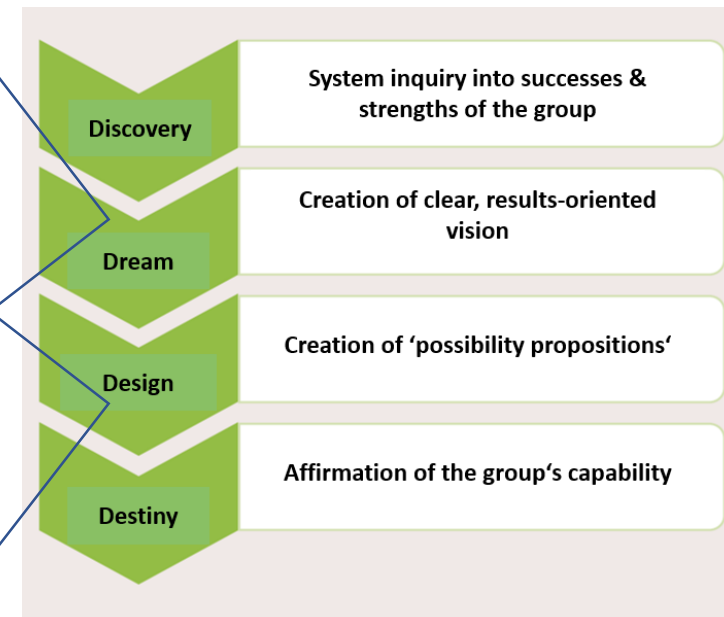 Discovery
System inquiry into successes &
strengths of the group
Dream
Creation of clear, results-oriented
vision
Design
Creation of ‘possibility propositions‘
Destiny
Affirmation of the group‘s capability